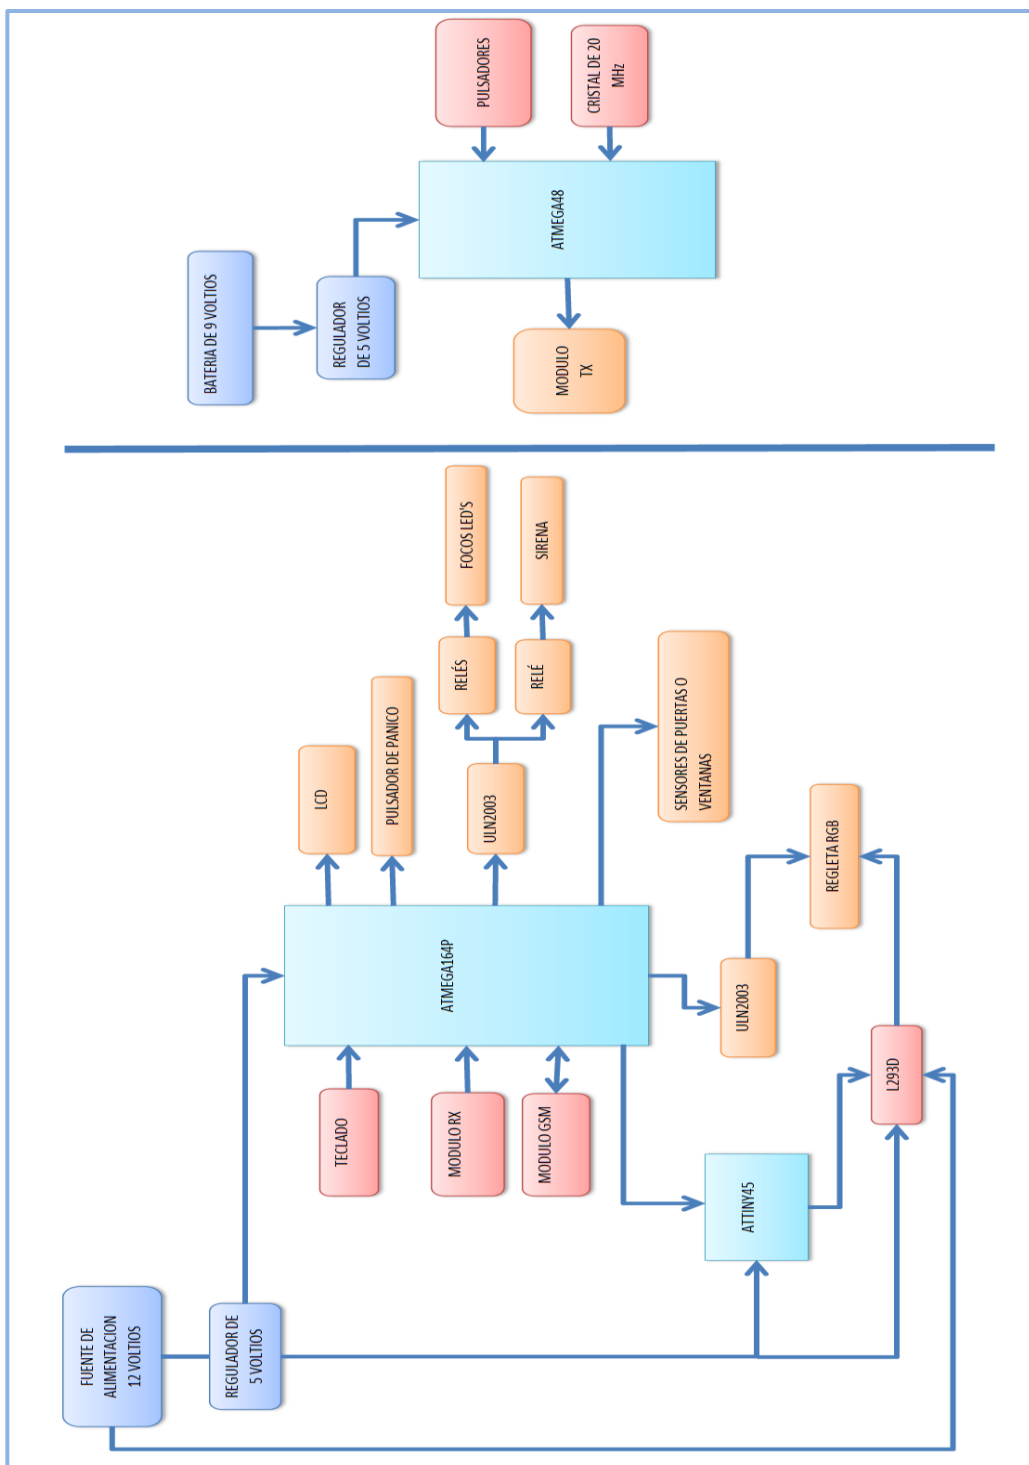 FUENTE DE
ALIMENTACION
12 VOLTIOS
REGULADOR DE
5 VOLTIOS
TECLADO
MODULO RX
MODULO GSM
ATMEGA164P
ATTINY45
L293D
ULN2003
REGLETA RGB
LCD
PULSADOR DE PANICO
ULN2003
RELÉS
RELÉ
FOCOS LED'S
SIRENA
SENSORES DE PUERTAS O
VENTANAS
BATERIA DE 9 VOLTIOS
REGULADOR
DE 5 VOLTIOS
PULSADORES
CRISTAL DE 20
MHz
ATMEGA48
MODULO
TX